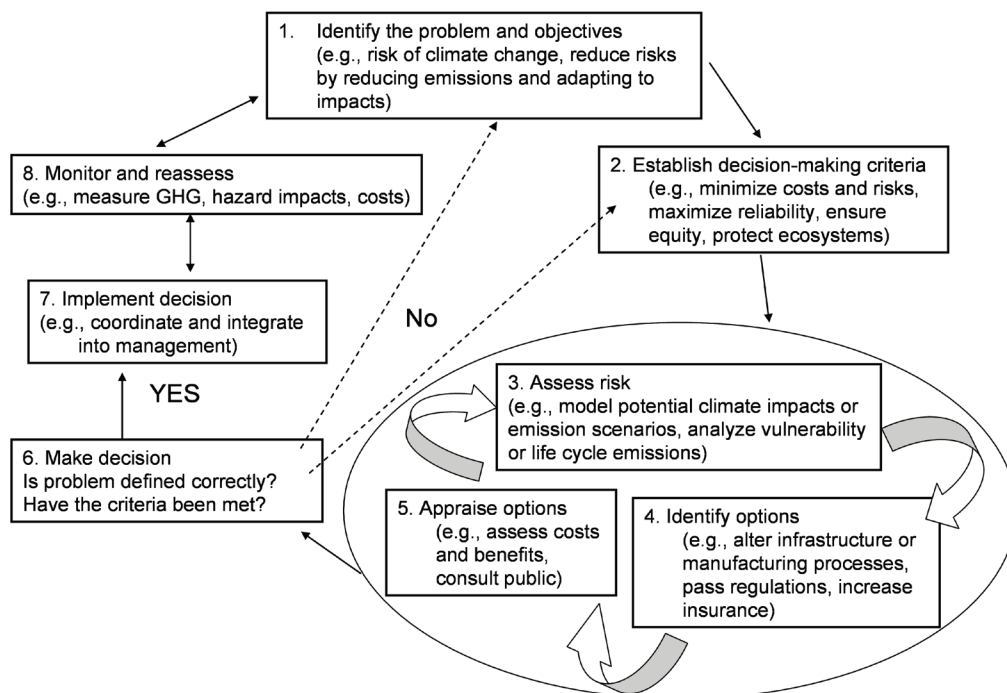 1. Identify the problem and objectives
(e.g., risk of climate change, reduce risks
by reducing emissions and adapting to
impacts)
8. Monitor and reassess
(e.g., measure GHG, hazard impacts, costs)
2. Establish decision-making criteria
(e.g., minimize costs and risks,
maximize reliability, ensure
equity, protect ecosystems)
7. Implement decision
(e.g., coordinate and integrate
into management)
No
YES
3. Assess risk
(e.g., model potential climate impacts or
emission scenarios, analyze vulnerability
or life cycle emissions)
6. Make decision
Is problem defined correctly?
Have the criteria been met?
5. Appraise options
(e.g., assess costs
and benefits,
consult public)
4. Identify options
(e.g., alter infrastructure or
manufacturing processes,
pass regulations, increase
insurance)